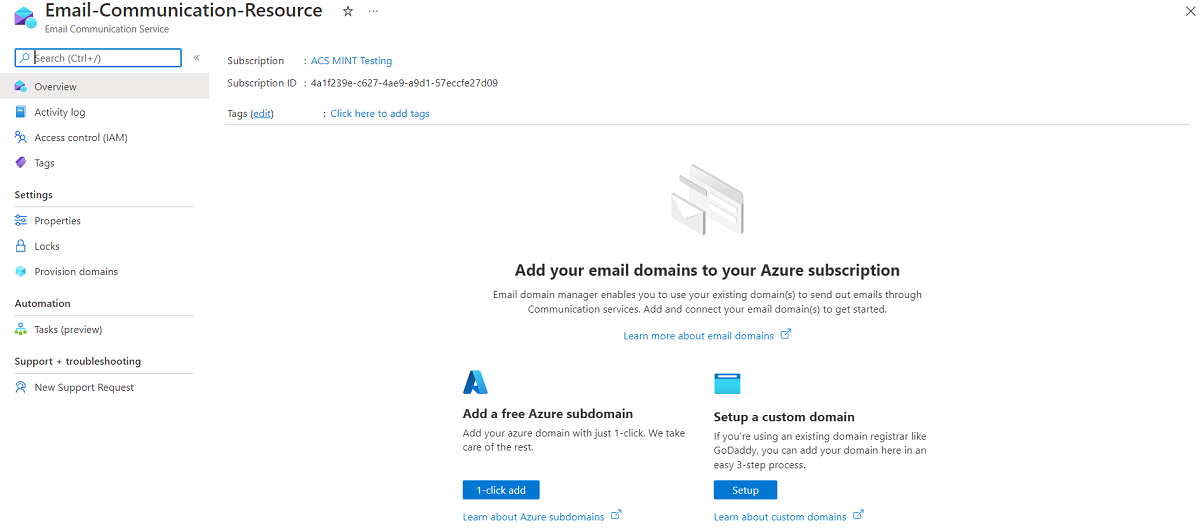 Email-Communication-Resource
Email Communication Service
Search (Ctrl+/)
Overview
Activity log
Access control (IAM)
Tags
Settings
Properties
Locks
Provision domains
Automation
Tasks (preview)
Support + troubleshooting
New Support Request
Subscription : ACS MINT Testing
Subscription ID : 4a1f239e-c627-4ae9-a9d1-57eccfe27d09
Tags (edit) : Click here to add tags
Add your email domains to your Azure subscription
Email domain manager enables you to use your existing domain(s) to send out emails through
Communication services. Add and connect your email domain(s) to get started.
Learn more about email domains
Add a free Azure subdomain
Add your azure domain with just 1-click. We take
care of the rest.
1-click add
Learn about Azure subdomains
Setup a custom domain
If you're using an existing domain registrar like
GoDaddy, you can add your domain here in an
easy 3-step process.
Setup
Learn about custom domains